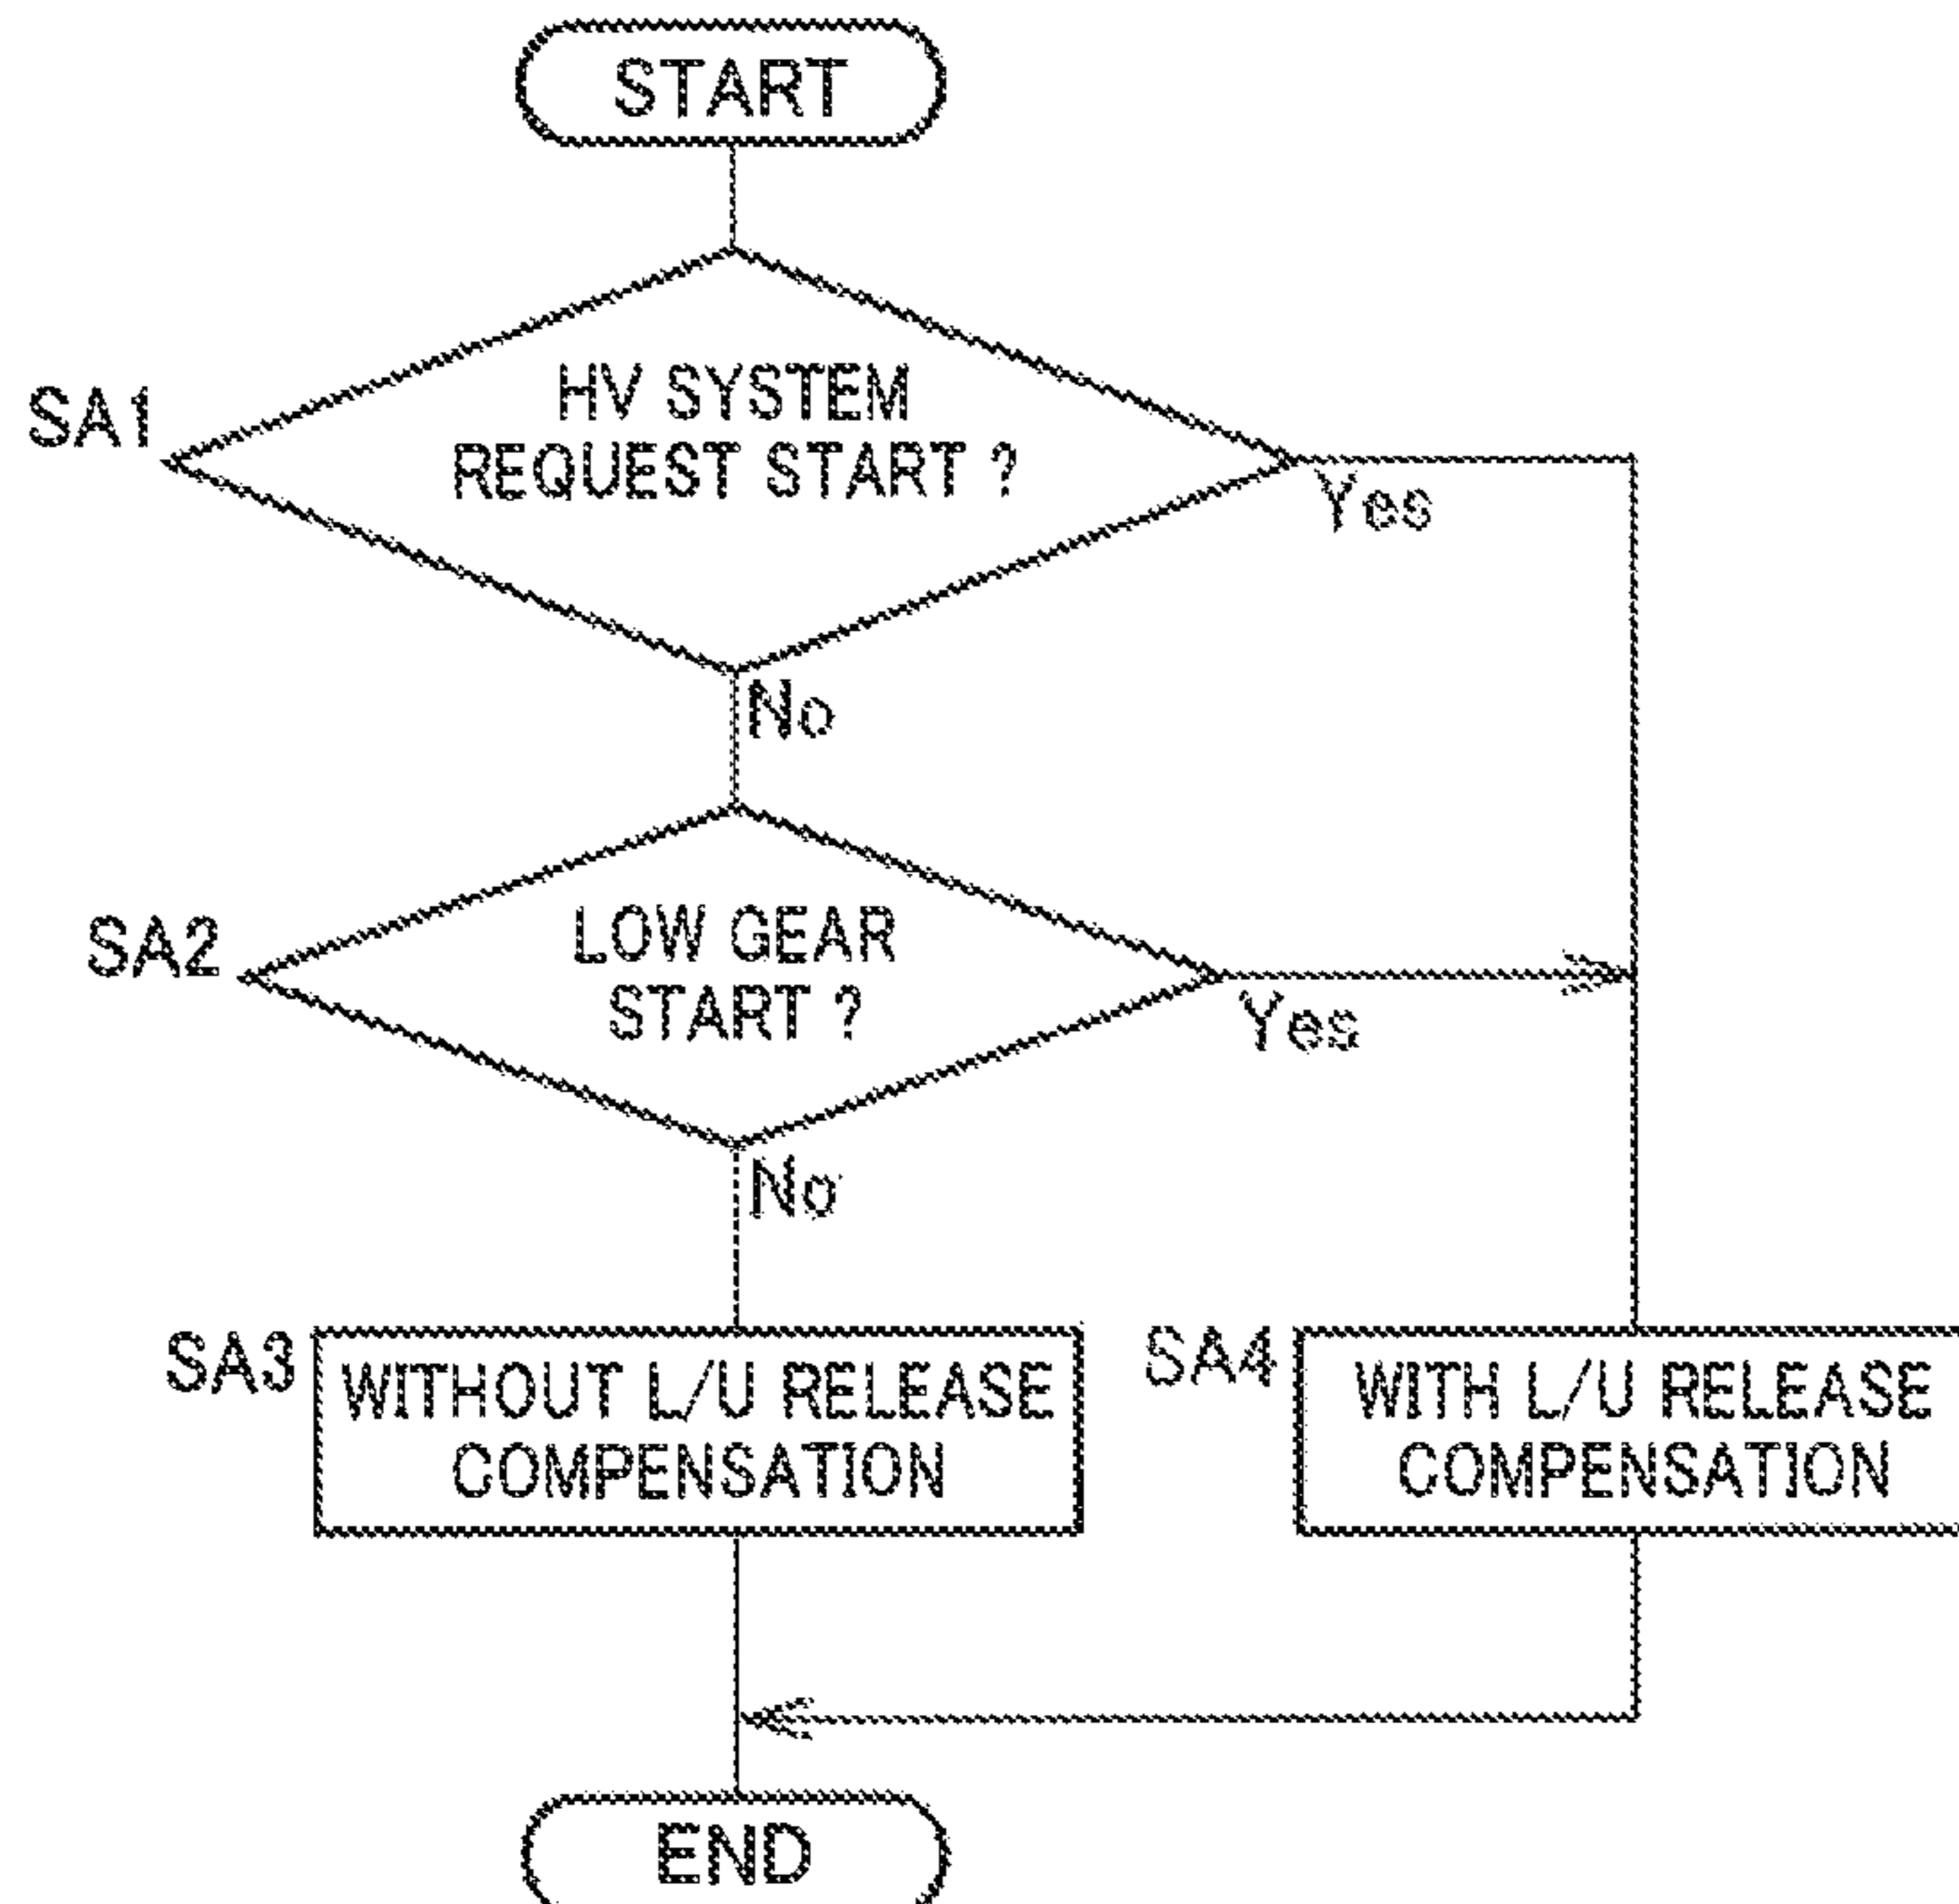 START
SA1
HV SYSTEM
REQUEST START ?
Yes
No
SA2
LOW GEAR
START ?
Yes
No
SA3
WITHOUT L/U RELEASE
COMPENSATION
SA4
WITH L/U RELEASE
COMPENSATION
END